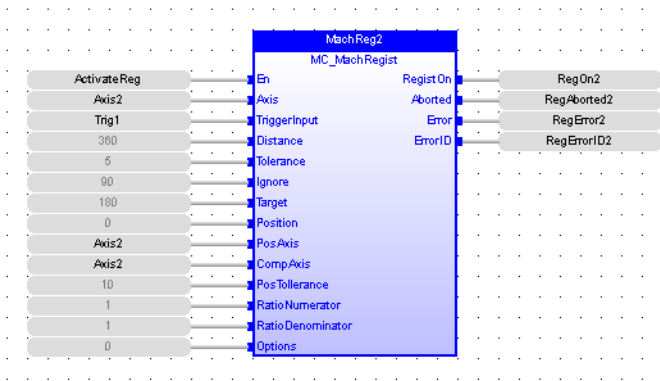 MachReg2
MC_MachRegist
ActivateReg En RegistOn RegOn2
Axis2 Axis Aborted RegAborted2
Trig1 TriggerInput Error RegError2
360 Distance ErrorID RegErrorID2
5 Tolerance
90 Ignore
180 Target
0 Position
Axis2 PosAxis
Axis2 CompAxis
10 PosTollerance
1 RatioNumerator
1 RatioDenominator
0 Options